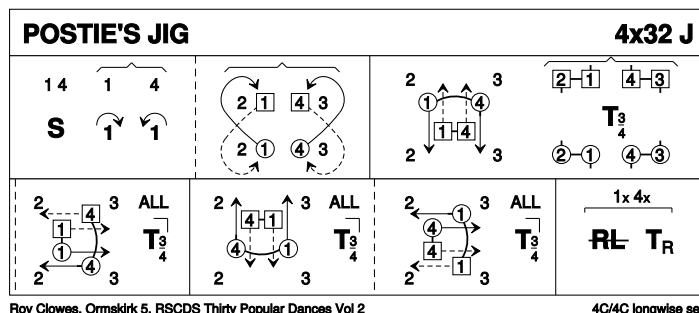 POSTIE'S JIG 4x32 J
1 4 1 4
S 1 1
2 1 4 3
2 1 4 3
2 3
1 4
1 4
2 3
2 1 4 3
T 3/4
2 1 4 3
2 3 ALL
4
1
1
4
T 3/4
2 3
2 3 ALL
4 1
4 1
T 3/4
2 3
2 3 ALL
1
4
4
1
T 3/4
2 3
1x 4x
RL TR
Roy Clowes, Ormskirk 5, RSCDS Thirty Popular Dances Vol 2 4C/4C longwise se